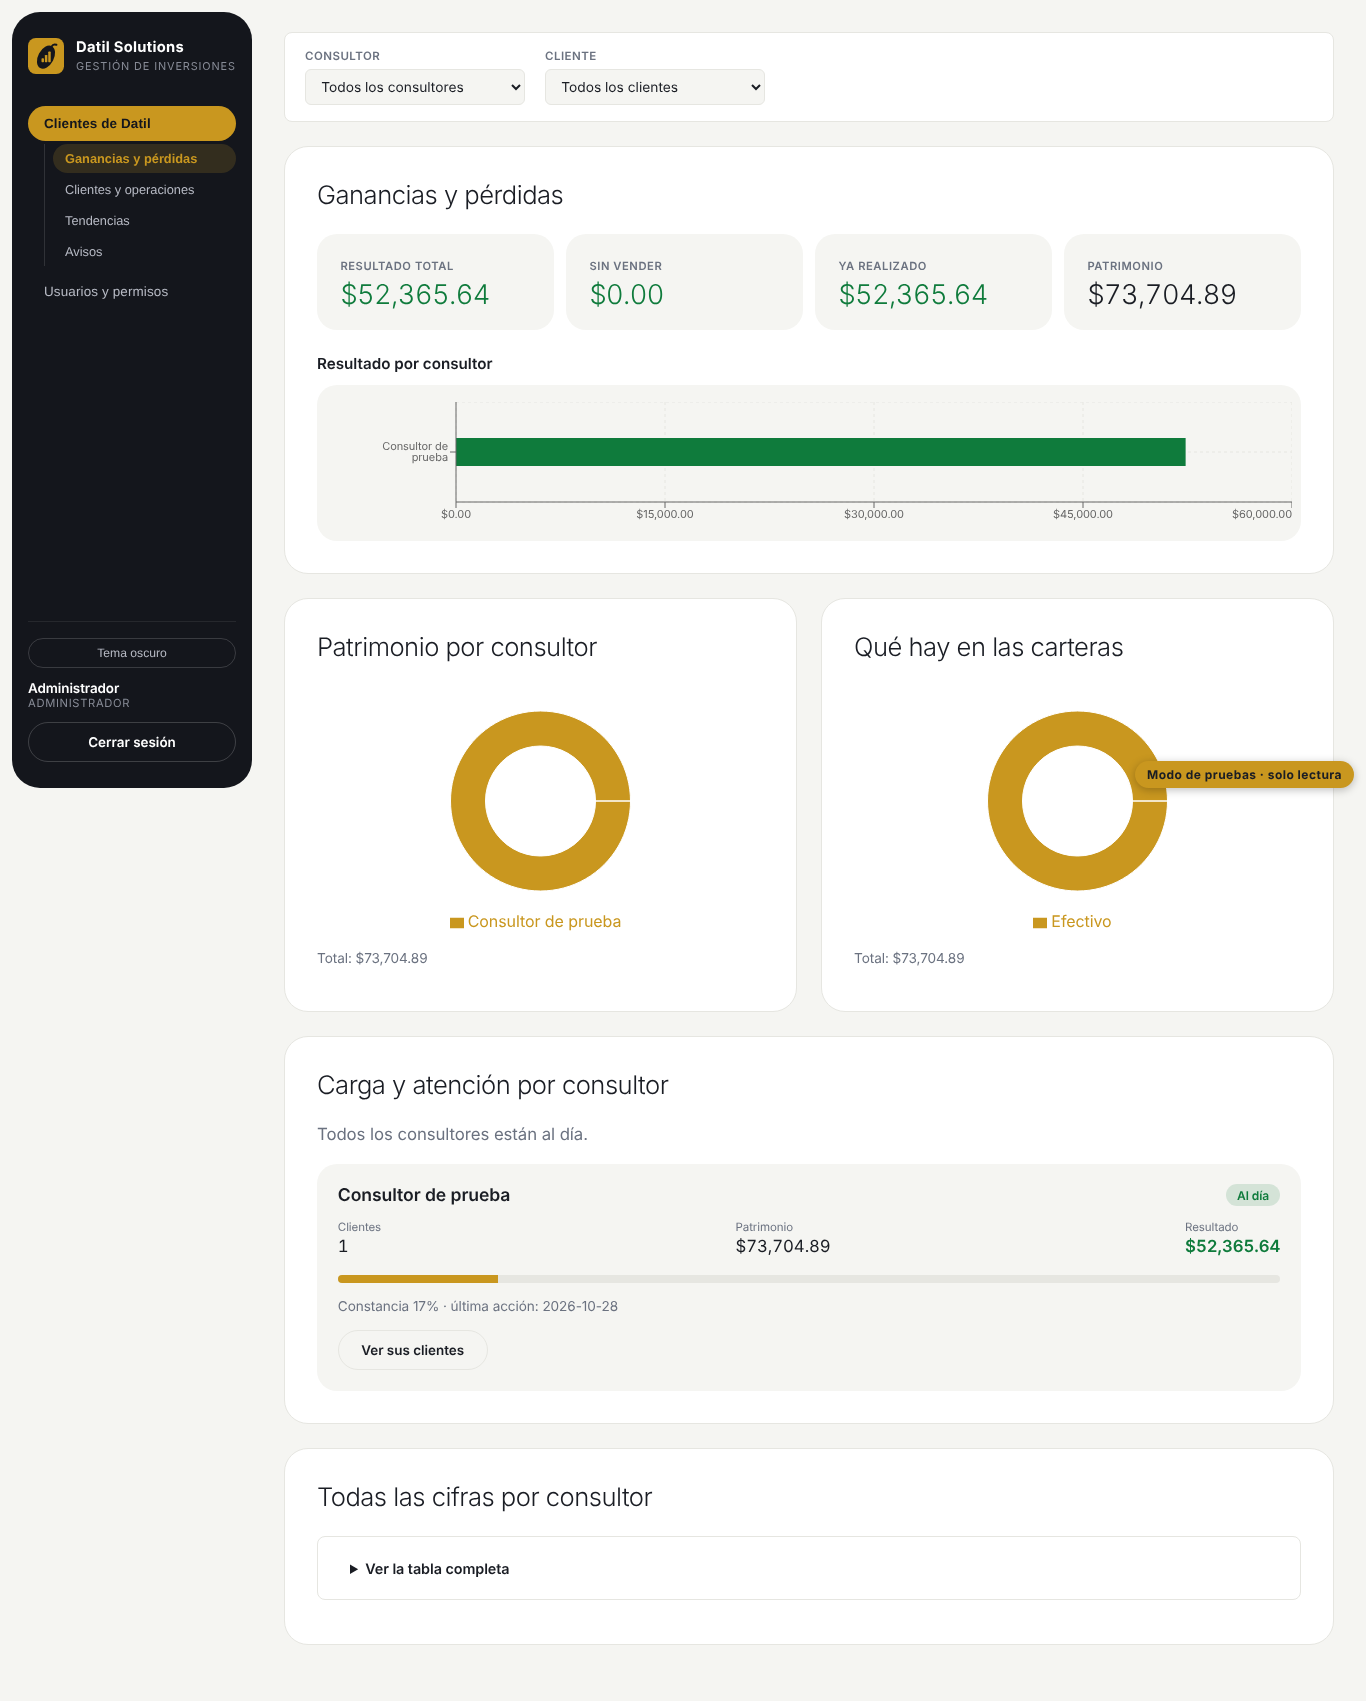 Datil Solutions
GESTIÓN DE INVERSIONES
Clientes de Datil
Ganancias y pérdidas
Clientes y operaciones
Tendencias
Avisos
Usuarios y permisos
Tema oscuro
Administrador
ADMINISTRADOR
Cerrar sesión
CONSULTOR
Todos los consultores
CLIENTE
Todos los clientes
Ganancias y pérdidas
RESULTADO TOTAL
$52,365.64
SIN VENDER
$0.00
YA REALIZADO
$52,365.64
PATRIMONIO
$73,704.89
Resultado por consultor
Consultor de
prueba
$0.00
$15,000.00
$30,000.00
$45,000.00
$60,000.00
Patrimonio por consultor
Consultor de prueba
Total: $73,704.89
Qué hay en las carteras
Modo de pruebas · solo lectura
Efectivo
Total: $73,704.89
Carga y atención por consultor
Todos los consultores están al día.
Consultor de prueba
Al día
Clientes
1
Patrimonio
$73,704.89
Resultado
$52,365.64
Constancia 17% · última acción: 2026-10-28
Ver sus clientes
Todas las cifras por consultor
Ver la tabla completa